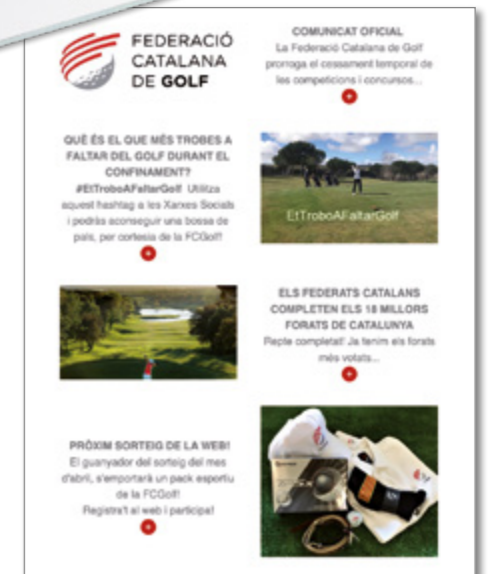 FEDERACIÓ
CATALANA
DE GOLF
COMUNICAT OFICIAL
La Federació Catalana de Golf
prorroga el cessament temporal de
les competicions i concursos...
QUÈ ÉS EL QUE MÉS TROBES A
FALTAR DEL GOLF DURANT EL
CONFINAMENT?
#EtTroboAFaltarGolf Utilitza
aquest hashtag a les Xarxes Socials
i podràs aconseguir una bossa de
pals, per cortesia de la FCGolf!
EtTroboAFaltarGolf
ELS FEDERATS CATALANS
COMPLETEN ELS 18 MILLORS
FORATS DE CATALUNYA
Repte completat! Ja tenim els forats
més votats...
PRÒXIM SORTEIG DE LA WEB!
El guanyador del sorteig del mes
d'abril, s'emportarà un pack esportiu
de la FCGolf!
Registra't al web i participa!